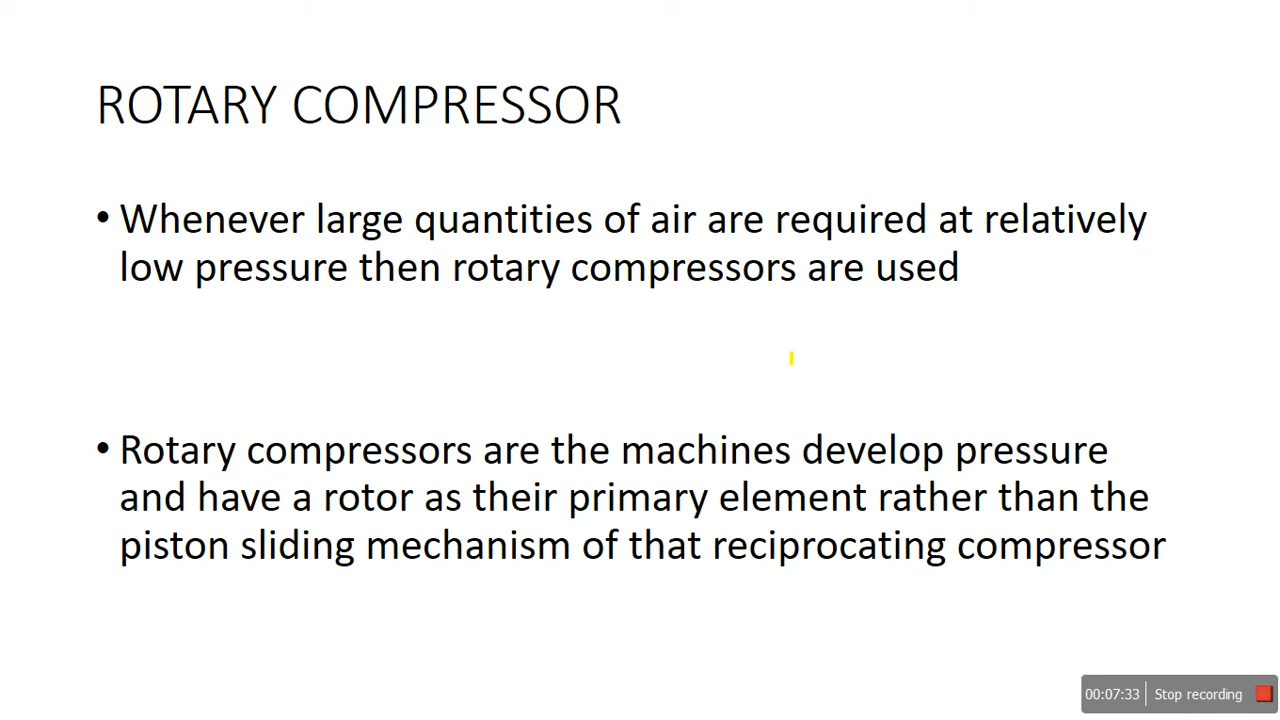 ROTARY COMPRESSOR
• Whenever large quantities of air are required at relatively
low pressure then rotary compressors are used
• Rotary compressors are the machines develop pressure
and have a rotor as their primary element rather than the
piston sliding mechanism of that reciprocating compressor
00:07:33 Stop recording